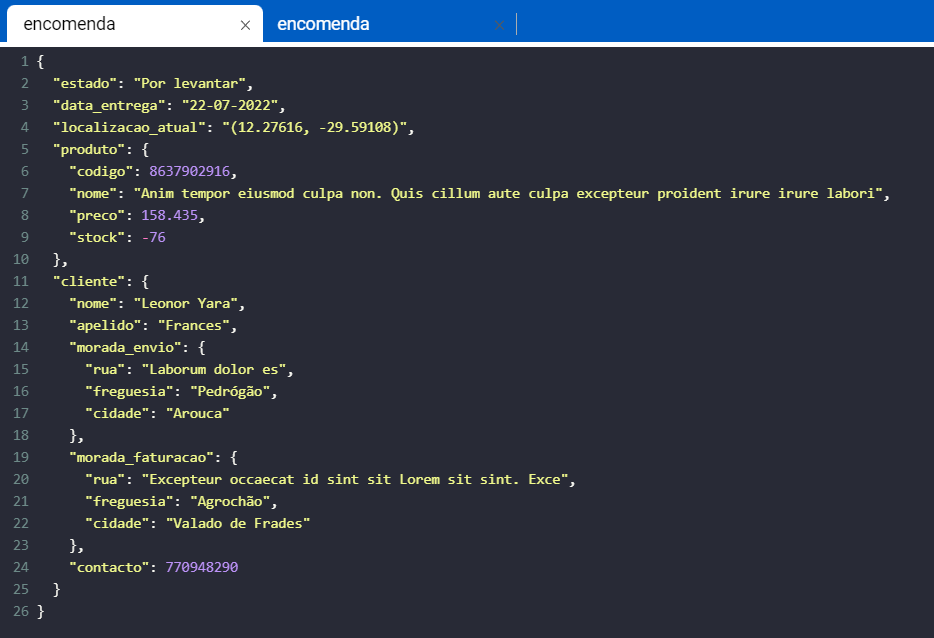 encomenda × encomenda ×
1 {
2   "estado": "Por levantar",
3   "data_entrega": "22-07-2022",
4   "localizacao_atual": "(12.27616, -29.59108)",
5   "produto": {
6     "codigo": 8637902916,
7     "nome": "Anim tempor eiusmod culpa non. Quis cillum aute culpa excepteur proident irure irure labori",
8     "preco": 158.435,
9     "stock": -76
10   },
11   "cliente": {
12     "nome": "Leonor Yara",
13     "apelido": "Frances",
14     "morada_envio": {
15       "rua": "Laborum dolor es",
16       "freguesia": "Pedrógão",
17       "cidade": "Arouca"
18     },
19     "morada_faturacao": {
20       "rua": "Excepteur occaecat id sint sit Lorem sit sint. Exce",
21       "freguesia": "Agrochão",
22       "cidade": "Valado de Frades"
23     },
24     "contacto": 770948290
25   }
26 }